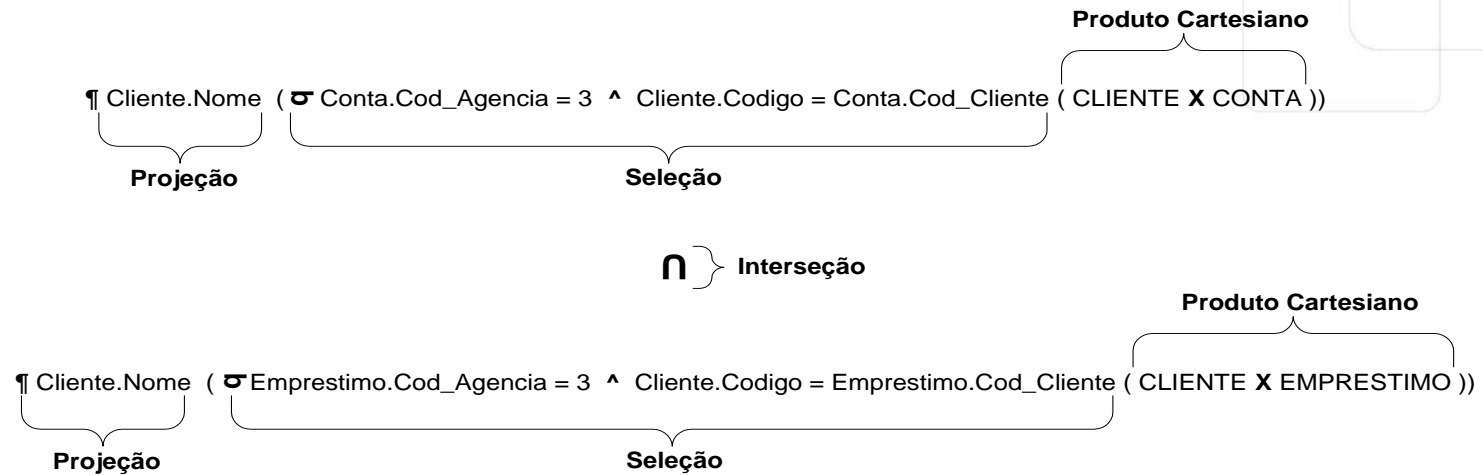 Produto Cartesiano
¶ Cliente.Nome ( σ Conta.Cod_Agencia = 3 ^ Cliente.Codigo = Conta.Cod_Cliente ( CLIENTE X CONTA ))
Projeção Seleção
∩ Interseção
Produto Cartesiano
¶ Cliente.Nome ( σ Emprestimo.Cod_Agencia = 3 ^ Cliente.Codigo = Emprestimo.Cod_Cliente ( CLIENTE X EMPRESTIMO ))
Projeção Seleção